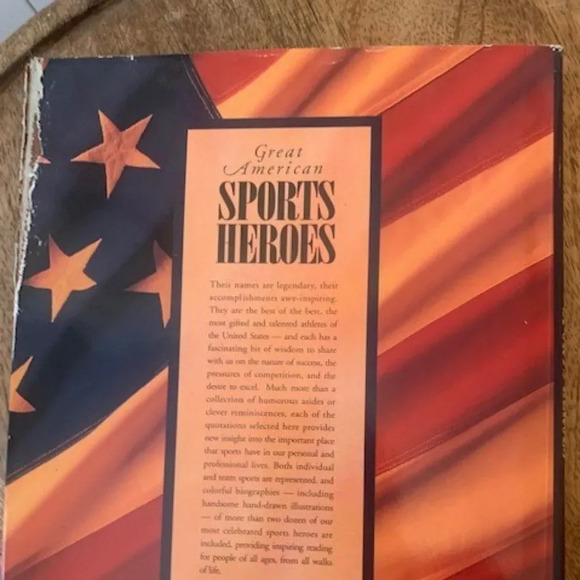 Great
American
SPORTS
HEROES
Their names are legendary, their
accomplishments awe-inspiring.
They are the best of the best, the
most gifted and talented athletes of
the United States — and each has a
fascinating bit of wisdom to share
with us on the nature of success, the
pressures of competition, and the
desire to excel. Much more than a
collection of humorous asides or
clever reminiscences, each of the
quotations selected here provides
new insight into the important place
that sports have in our personal and
professional lives. Both individual
and team sports are represented, and
colorful biographies — including
handsome hand-drawn illustrations
— of more than two dozen of our
most celebrated sports heroes are
included, providing inspiring reading
for people of all ages, from all walks
of life.